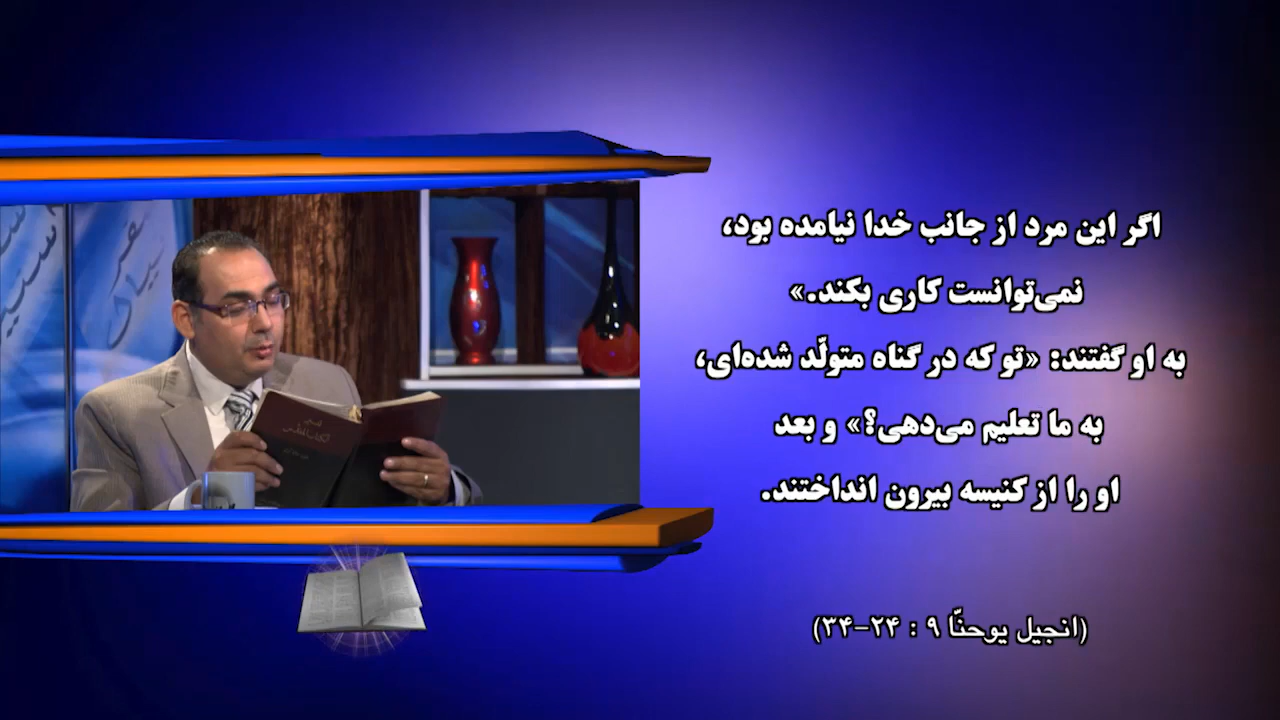 اگر این مرد از جانب خدا نیامده بود،
نمی‌توانست کاری بکند.»
به او گفتند: «تو که در گناه متولّد شده‌ای،
به ما تعلیم می‌دهی؟» و بعد
او را از کنیسه بیرون انداختند.
(انجیل یوحنّا ۹ : ۲۴-۳۴)